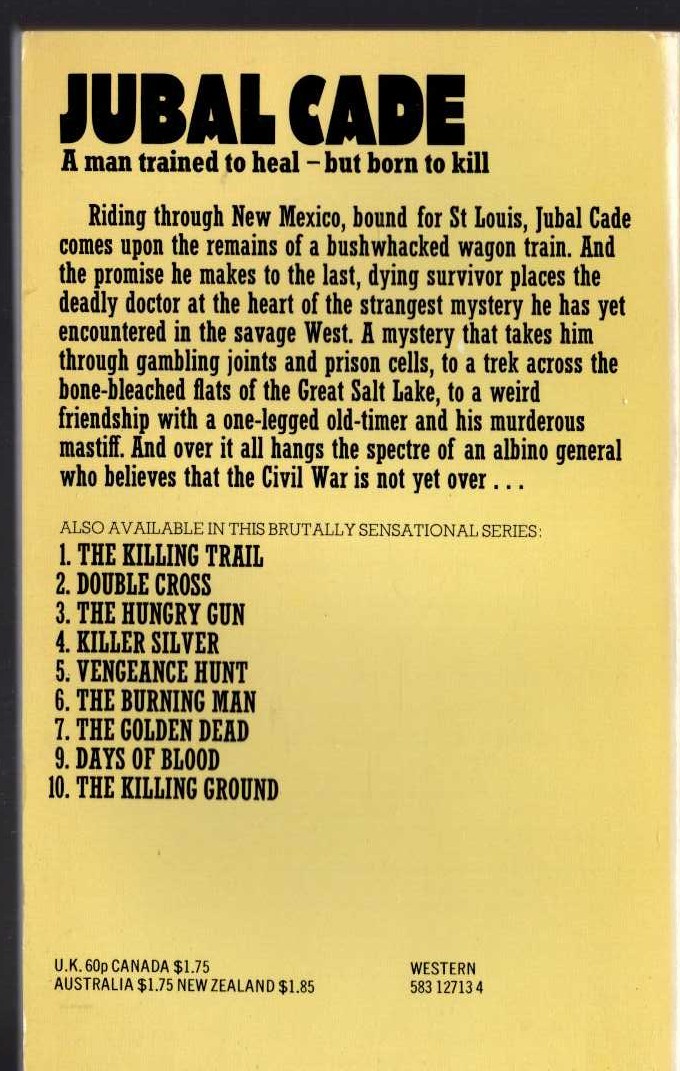 JUBAL CADE
A man trained to heal – but born to kill
Riding through New Mexico, bound for St Louis, Jubal Cade
comes upon the remains of a bushwhacked wagon train. And
the promise he makes to the last, dying survivor places the
deadly doctor at the heart of the strangest mystery he has yet
encountered in the savage West. A mystery that takes him
through gambling joints and prison cells, to a trek across the
bone-bleached flats of the Great Salt Lake, to a weird
friendship with a one-legged old-timer and his murderous
mastiff. And over it all hangs the spectre of an albino general
who believes that the Civil War is not yet over . . .
ALSO AVAILABLE IN THIS BRUTALLY SENSATIONAL SERIES:
1. THE KILLING TRAIL
2. DOUBLE CROSS
3. THE HUNGRY GUN
4. KILLER SILVER
5. VENGEANCE HUNT
6. THE BURNING MAN
7. THE GOLDEN DEAD
9. DAYS OF BLOOD
10. THE KILLING GROUND
U.K. 60p CANADA $1.75
AUSTRALIA $1.75 NEW ZEALAND $1.85
WESTERN
583 12713 4